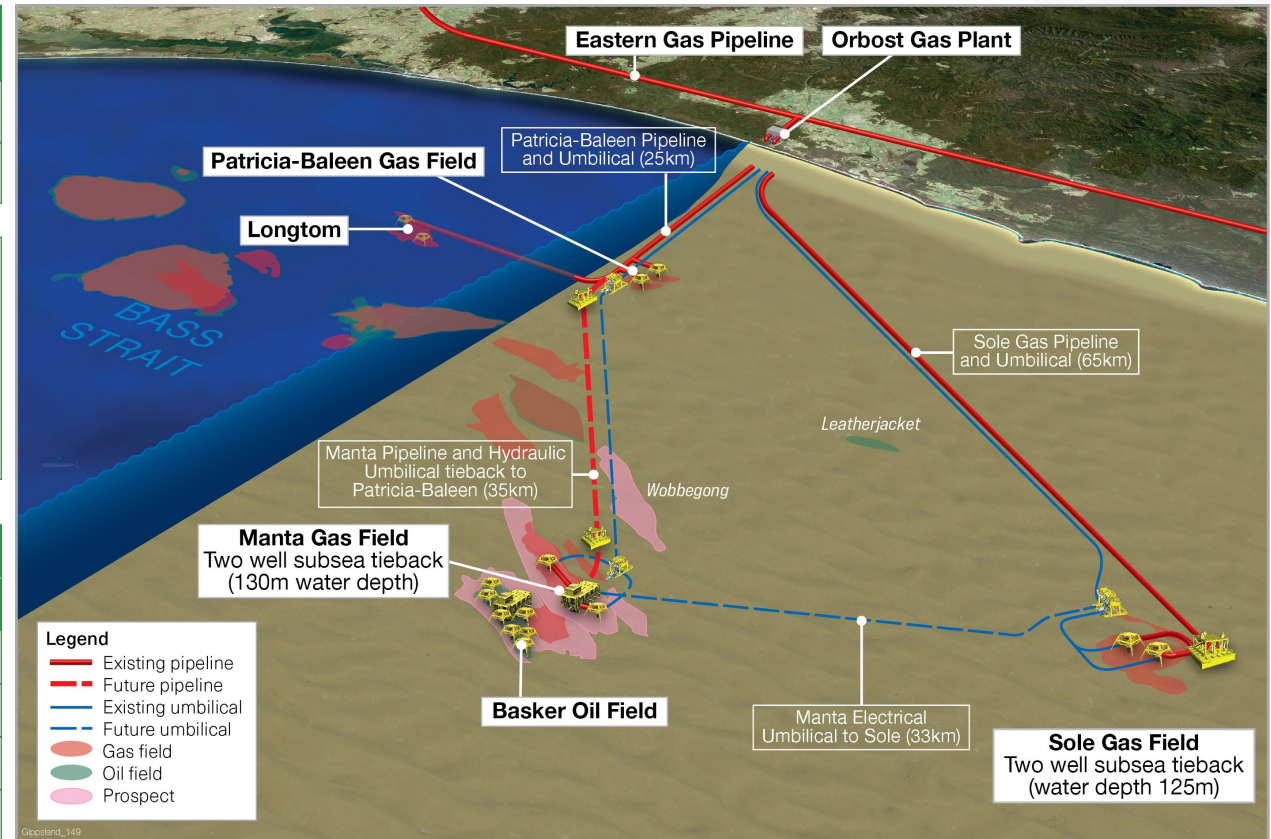 Eastern Gas Pipeline
Orbost Gas Plant
Patricia-Baleen Pipeline
and Umbilical (25km)
Patricia-Baleen Gas Field
Longtom
BASS
STRAIT
Sole Gas Pipeline
and Umbilical (65km)
Leatherjacket
Manta Pipeline and Hydraulic
Umbilical tieback to
Patricia-Baleen (35km)
Wobbegong
Manta Gas Field
Two well subsea tieback
(130m water depth)
Legend
Existing pipeline
Future pipeline
Existing umbilical
Future umbilical
Gas field
Oil field
Prospect
Basker Oil Field
Manta Electrical
Umbilical to Sole (33km)
Sole Gas Field
Two well subsea tieback
(water depth 125m)
Gippsland_149